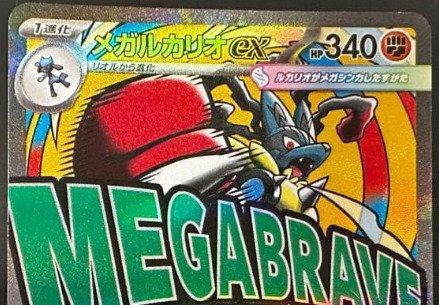 1進化
メガルカリオex HP340
リオルから進化
ルカリオがメガシンカしたすがた
MEGABRAVE